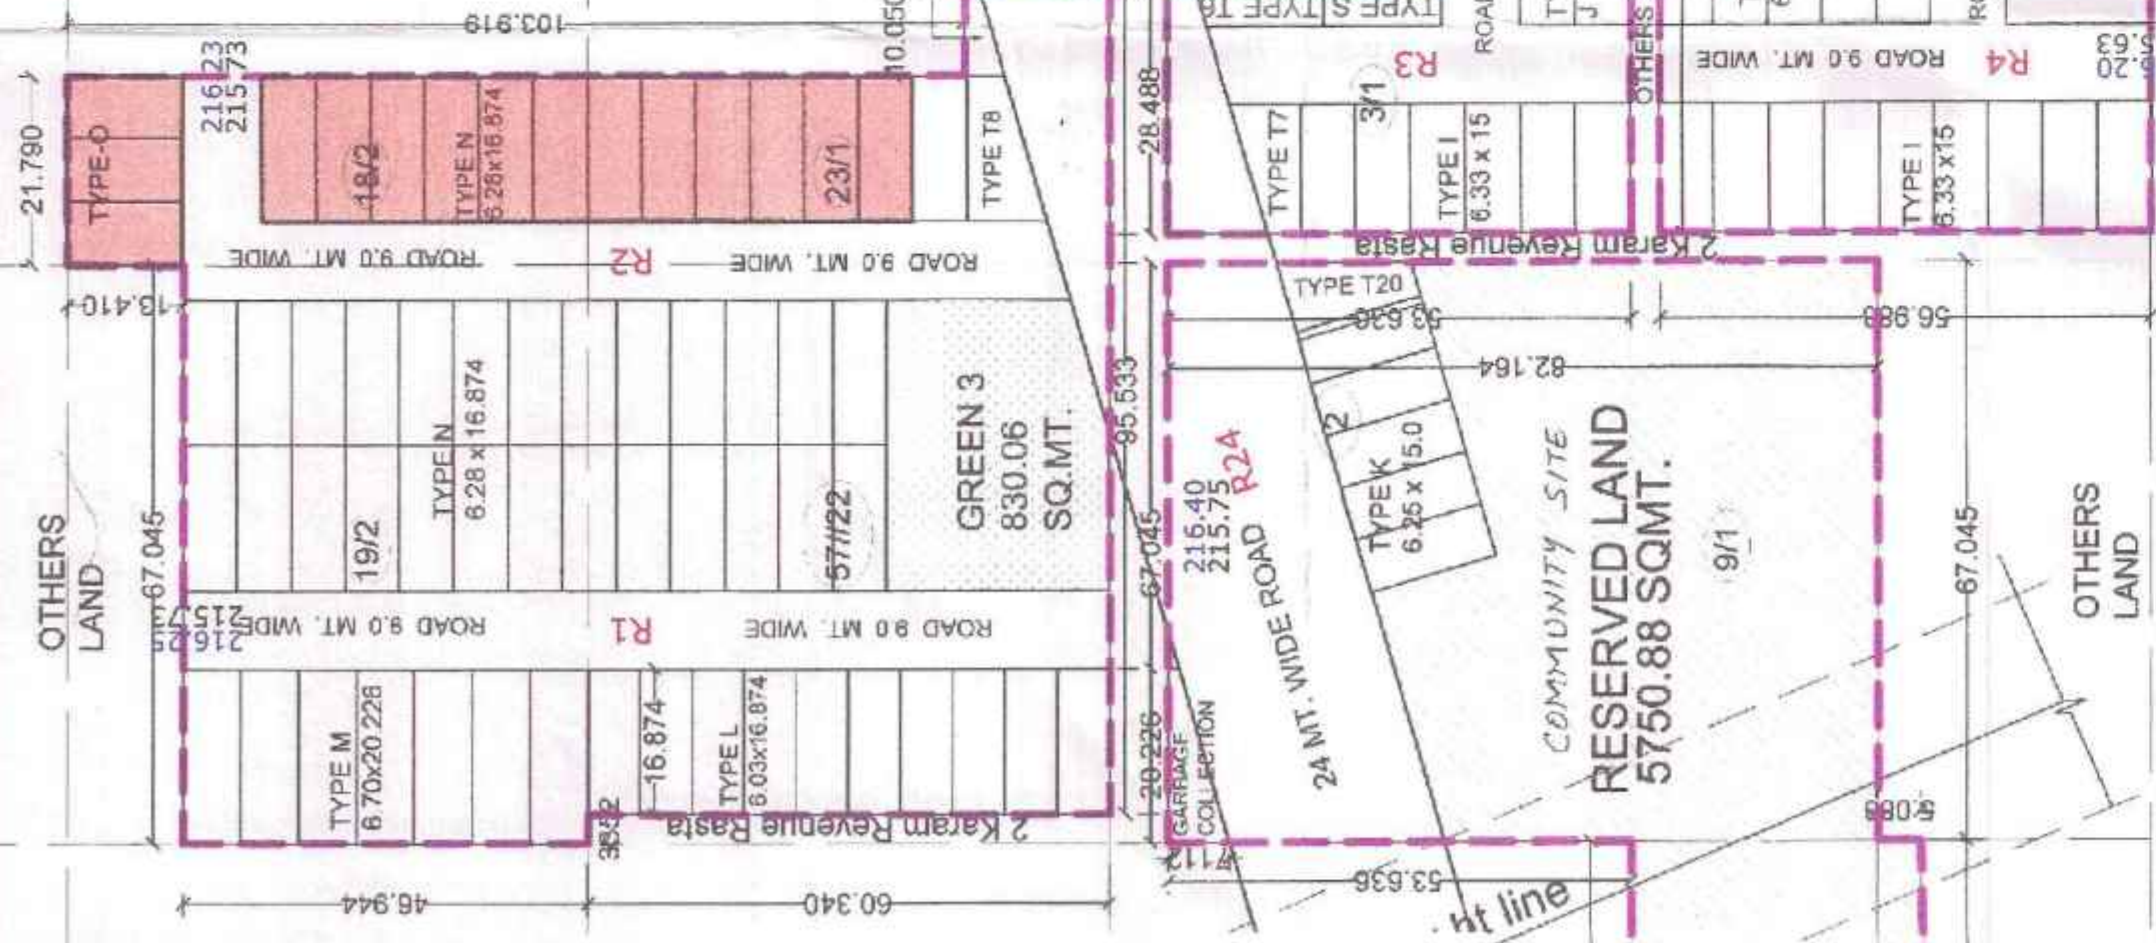 103.919
10.050
TYPE T6
TYPE S
28.488
R3
OTHERS
ROAD 9.0 MT. WIDE
R4
5.63
21.790
TYPE-O
216.23
215.73
18/2
TYPE N
6.28x16.874
23/1
TYPE T8
TYPE T7
3/1
TYPE I
6.33 x 15
TYPE I
6.33 x15
ROAD 9.0 MT. WIDE
R2
ROAD 9.0 MT. WIDE
2 Karam Revenue Rasta
13.410
TYPE T20
53.636
56.988
82.164
TYPE N
6.28 x 16.874
19/2
57//22
GREEN 3
830.06
SQ.MT.
95.533
67.045
216.40
215.75
R24
24 MT. WIDE ROAD
TYPE K
6.25 x 15.0
COMMUNITY SITE
RESERVED LAND
5750.88 SQMT.
9/1
67.045
OTHERS
LAND
OTHERS
LAND
67.045
ROAD 9.0 MT. WIDE
R1
ROAD 9.0 MT. WIDE
TYPE M
6.70x20.226
16.874
TYPE L
6.03x16.874
20.226
GARBAGE
COLLECTION
2 Karam Revenue Rasta
46.944
60.340
53.636
ht line